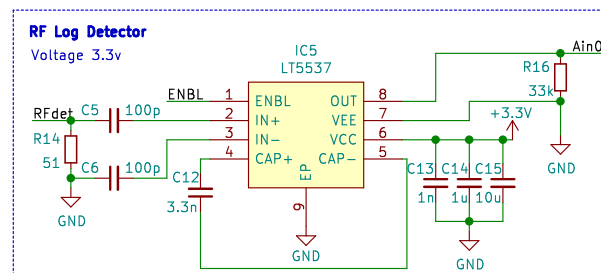 RF Log Detector
Voltage 3.3v
IC5
LT5537
ENBL 1 ENBL OUT 8 Ain0
R16
33k
RFdet C5 100p 2 IN+ VEE 7
+3.3V
R14
51
3 IN- VCC 6
C6 100p
4 CAP+ CAP- 5
GND
C12
3.3n
EP
9
C13 C14 C15
1n 1u 10u
GND
GND
GND